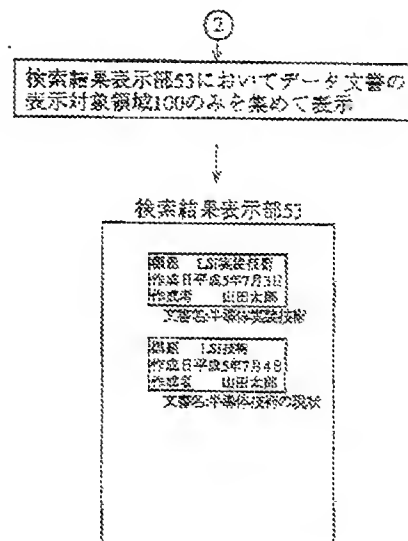 2
検索結果表示部53においてデータ文書の
表示対象領域100のみを集めて表示
検索結果表示部53
題名 LSI実装技術
作成日平成5年7月3日
作成者 山田太郎
文書名:半導体実装技術
題名 LSI技術
作成日平成5年7月4日
作成者 山田太郎
文書名:半導体技術の現状